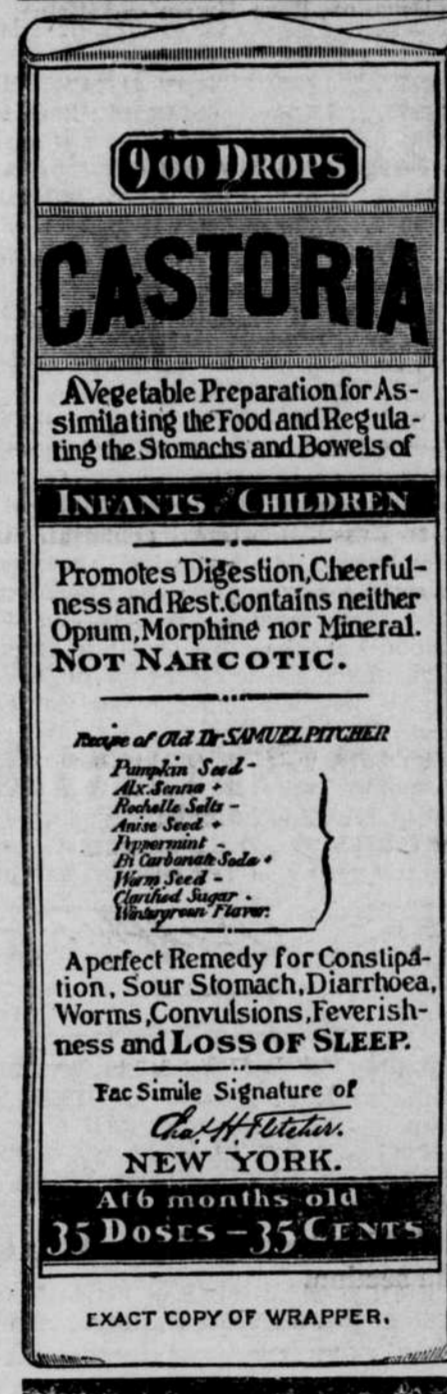 900 DROPS
CASTORIA
A Vegetable Preparation for As-
similating the Food and Regula-
ting the Stomachs and Bowels of
INFANTS AND CHILDREN
Promotes Digestion, Cheerful-
ness and Rest. Contains neither
Opium, Morphine nor Mineral.
NOT NARCOTIC.
Recipe of Old Dr SAMUEL PITCHER
Pumpkin Seed -
Alx. Senna +
Rochelle Salts -
Anise Seed +
Peppermint -
Bi Carbonate Soda +
Worm Seed -
Clarified Sugar .
Wintergreen Flavor.
A perfect Remedy for Constipa-
tion, Sour Stomach, Diarrhoea,
Worms, Convulsions, Feverish-
ness and LOSS OF SLEEP.
Fac Simile Signature of
Chas. H. Fletcher.
NEW YORK.
At 6 months old
35 DOSES – 35 CENTS
EXACT COPY OF WRAPPER.